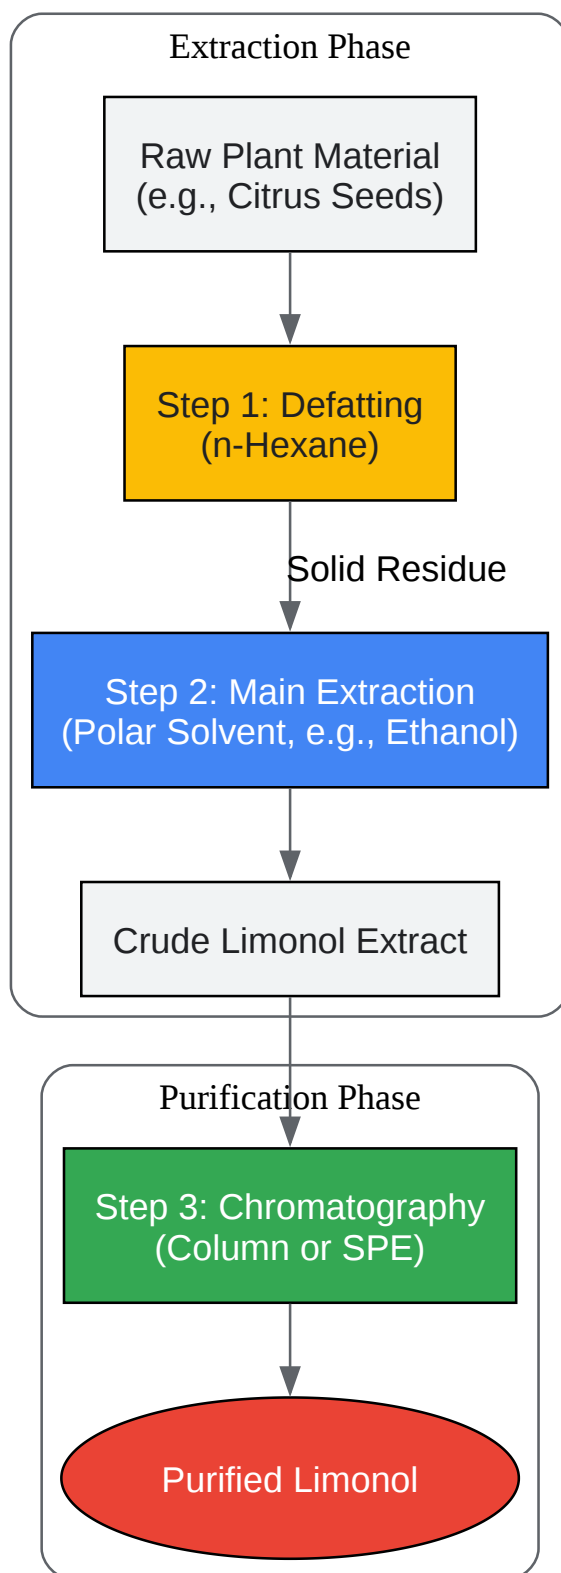 Extraction Phase
Raw Plant Material
(e.g., Citrus Seeds)
Step 1: Defatting
(n-Hexane)
Solid Residue
Step 2: Main Extraction
(Polar Solvent, e.g., Ethanol)
Crude Limonol Extract
Purification Phase
Step 3: Chromatography
(Column or SPE)
Purified Limonol